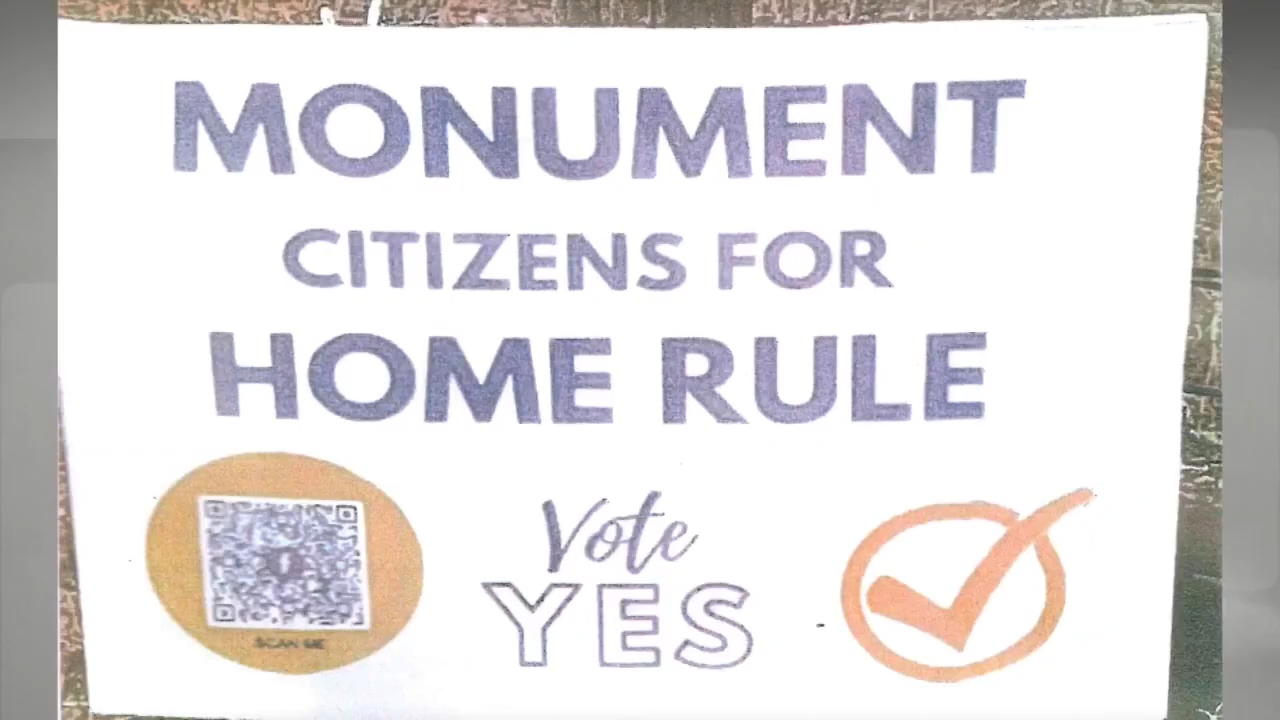 MONUMENT
CITIZENS FOR
HOME RULE
SCAN ME
Vote
YES